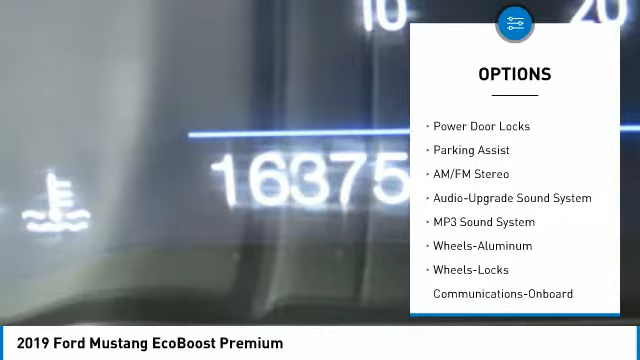 10
20
16375
OPTIONS
Power Door Locks
Parking Assist
AM/FM Stereo
Audio-Upgrade Sound System
MP3 Sound System
Wheels-Aluminum
Wheels-Locks
Communications-Onboard
2019 Ford Mustang EcoBoost Premium